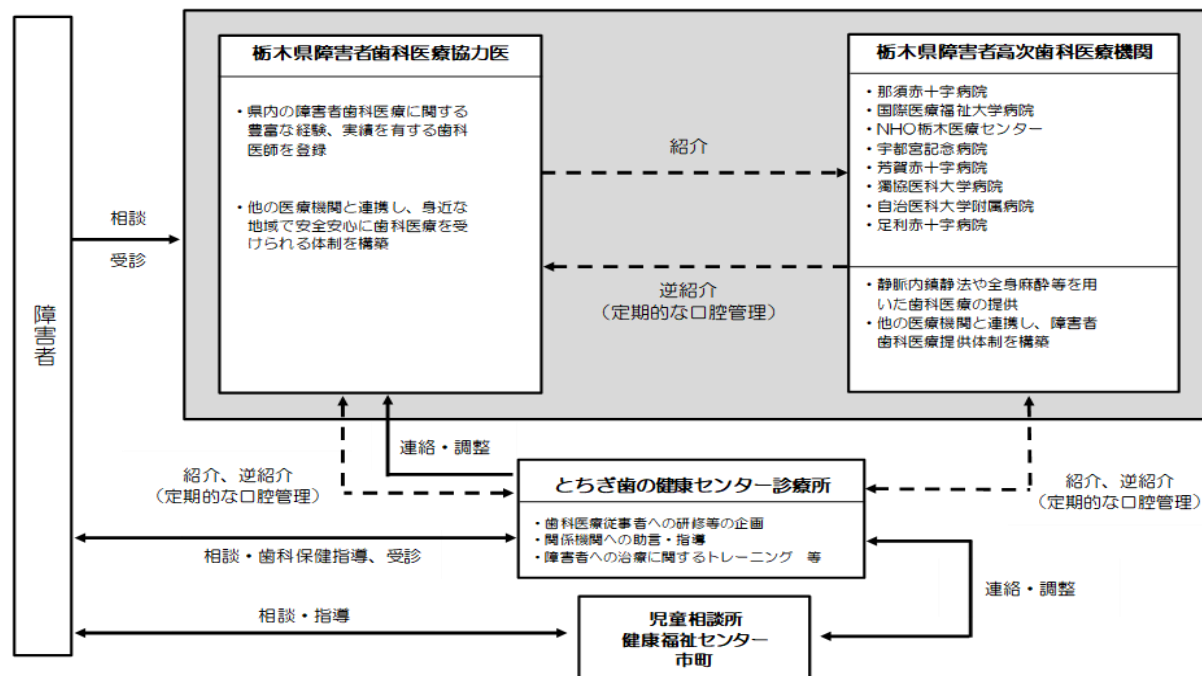 障害者
相談
受診
栃木県障害者歯科医療協力医
・県内の障害者歯科医療に関する
豊富な経験、実績を有する歯科
医師を登録
・他の医療機関と連携し、身近な
地域で安全安心に歯科医療を受
けられる体制を構築
紹介
逆紹介
（定期的な口腔管理）
栃木県障害者高次歯科医療機関
・那須赤十字病院
・国際医療福祉大学病院
・NHO栃木医療センター
・宇都宮記念病院
・芳賀赤十字病院
・獨協医科大学病院
・自治医科大学附属病院
・足利赤十字病院
・静脈内鎮静法や全身麻酔等を用
いた歯科医療の提供
・他の医療機関と連携し、障害者
歯科医療提供体制を構築
連絡・調整
紹介、逆紹介
（定期的な口腔管理）
とちぎ歯の健康センター診療所
・歯科医療従事者への研修等の企画
・関係機関への助言・指導
・障害者への治療に関するトレーニング　等
紹介、逆紹介
（定期的な口腔管理）
相談・歯科保健指導、受診
連絡・調整
相談・指導
児童相談所
健康福祉センター
市町